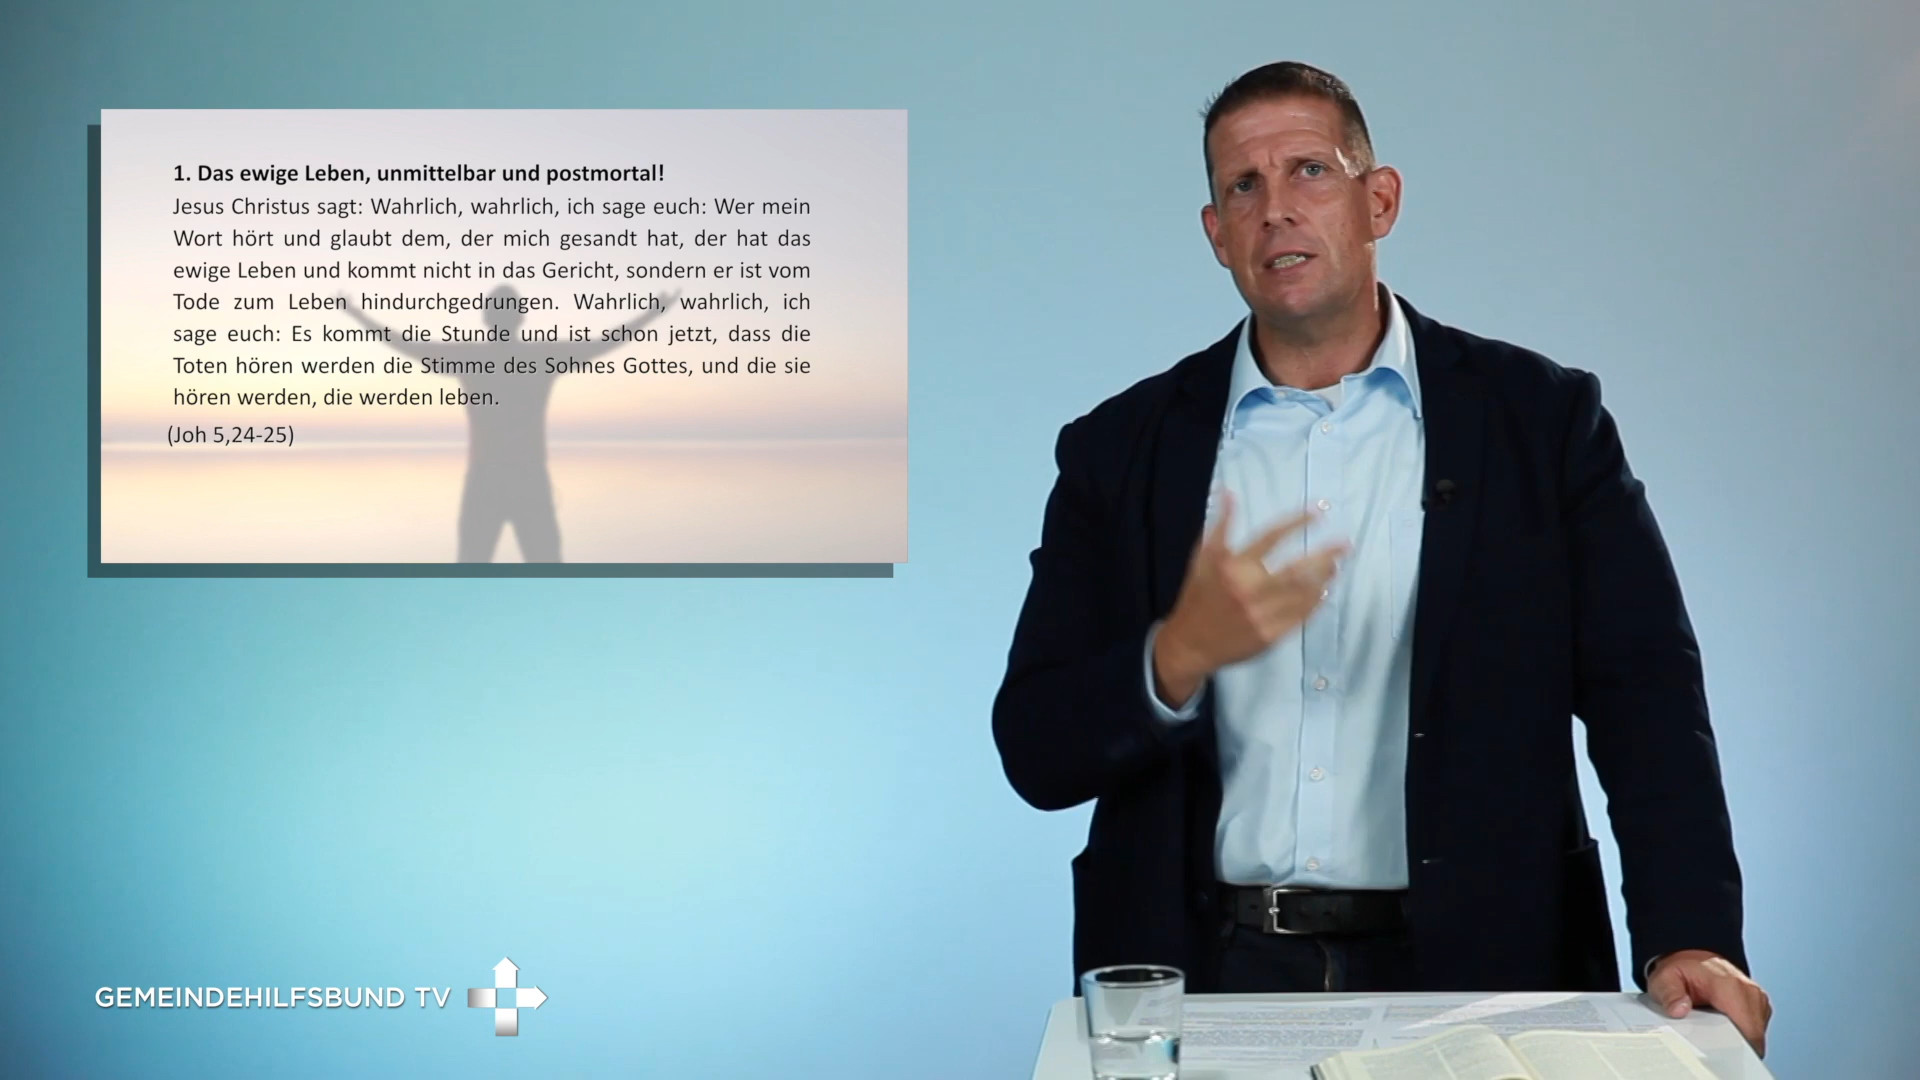 1. Das ewige Leben, unmittelbar und postmortal!
Jesus Christus sagt: Wahrlich, wahrlich, ich sage euch: Wer mein
Wort hört und glaubt dem, der mich gesandt hat, der hat das
ewige Leben und kommt nicht in das Gericht, sondern er ist vom
Tode zum Leben hindurchgedrungen. Wahrlich, wahrlich, ich
sage euch: Es kommt die Stunde und ist schon jetzt, dass die
Toten hören werden die Stimme des Sohnes Gottes, und die sie
hören werden, die werden leben.
(Joh 5,24-25)
GEMEINDEHILFSBUND TV